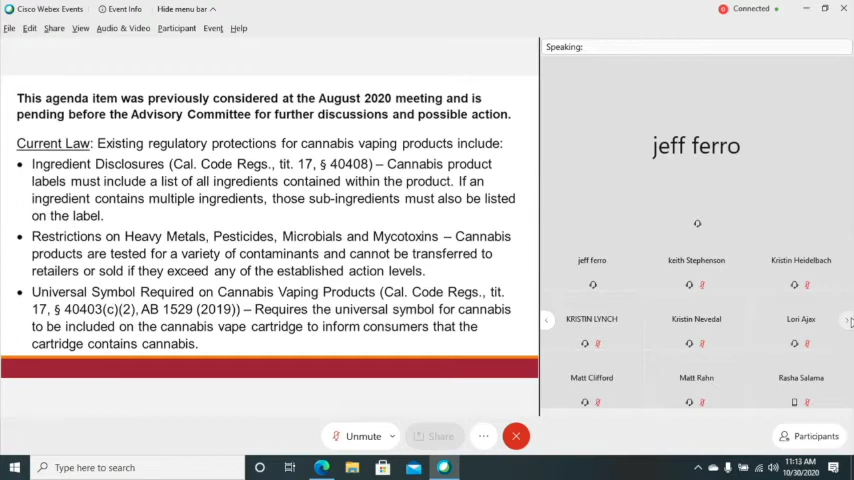 Cisco Webex Events
Event Info
Hide menu bar
Connected
File Edit Share View Audio & Video Participant Event Help
Speaking:
This agenda item was previously considered at the August 2020 meeting and is
pending before the Advisory Committee for further discussions and possible action.
Current Law: Existing regulatory protections for cannabis vaping products include:
• Ingredient Disclosures (Cal. Code Regs., tit. 17, § 40408) – Cannabis product
labels must include a list of all ingredients contained within the product. If an
ingredient contains multiple ingredients, those sub-ingredients must also be listed
on the label.
• Restrictions on Heavy Metals, Pesticides, Microbials and Mycotoxins – Cannabis
products are tested for a variety of contaminants and cannot be transferred to
retailers or sold if they exceed any of the established action levels.
• Universal Symbol Required on Cannabis Vaping Products (Cal. Code Regs., tit.
17, § 40403(c)(2), AB 1529 (2019)) – Requires the universal symbol for cannabis
to be included on the cannabis vape cartridge to inform consumers that the
cartridge contains cannabis.
jeff ferro
jeff ferro
keith Stephenson
Kristin Heidelbach
KRISTIN LYNCH
Kristin Nevedal
Lori Ajax
Matt Clifford
Matt Rahn
Rasha Salama
Unmute
Share
Participants
Type here to search
11:13 AM
10/30/2020